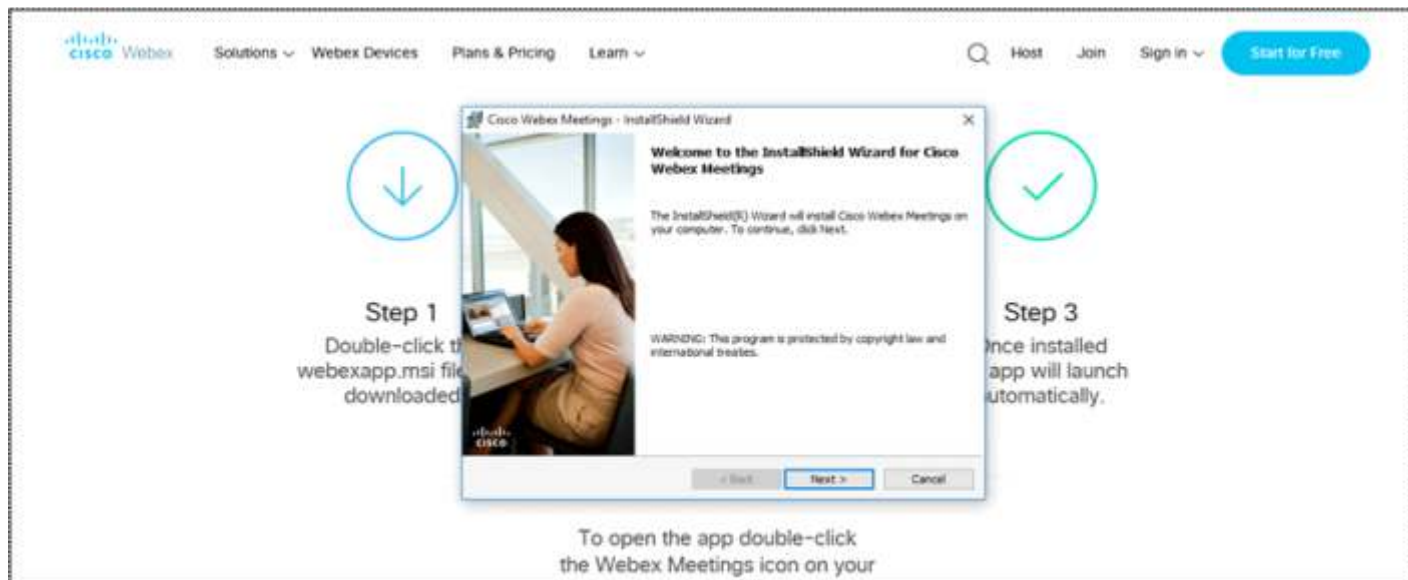 cisco Webex Solutions Webex Devices Plans & Pricing Learn Host Join Sign in Start for Free
Cisco Webex Meetings - InstallShield Wizard
Welcome to the InstallShield Wizard for Cisco
Webex Meetings
The InstallShield(R) Wizard will install Cisco Webex Meetings on
your computer. To continue, click Next.
WARNING: This program is protected by copyright law and
international treaties.
cisco
< Back Next > Cancel
Step 1
Double-click
webexapp.msi
downloaded
Step 3
installed
app will launch
To open the app double-click
the Webex Meetings icon on your